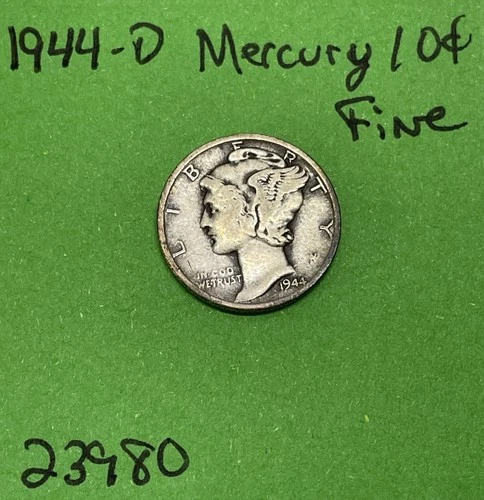 1944-D Mercury 10¢
Fine
LIBERTY
IN GOD
WE TRUST
1944
23980